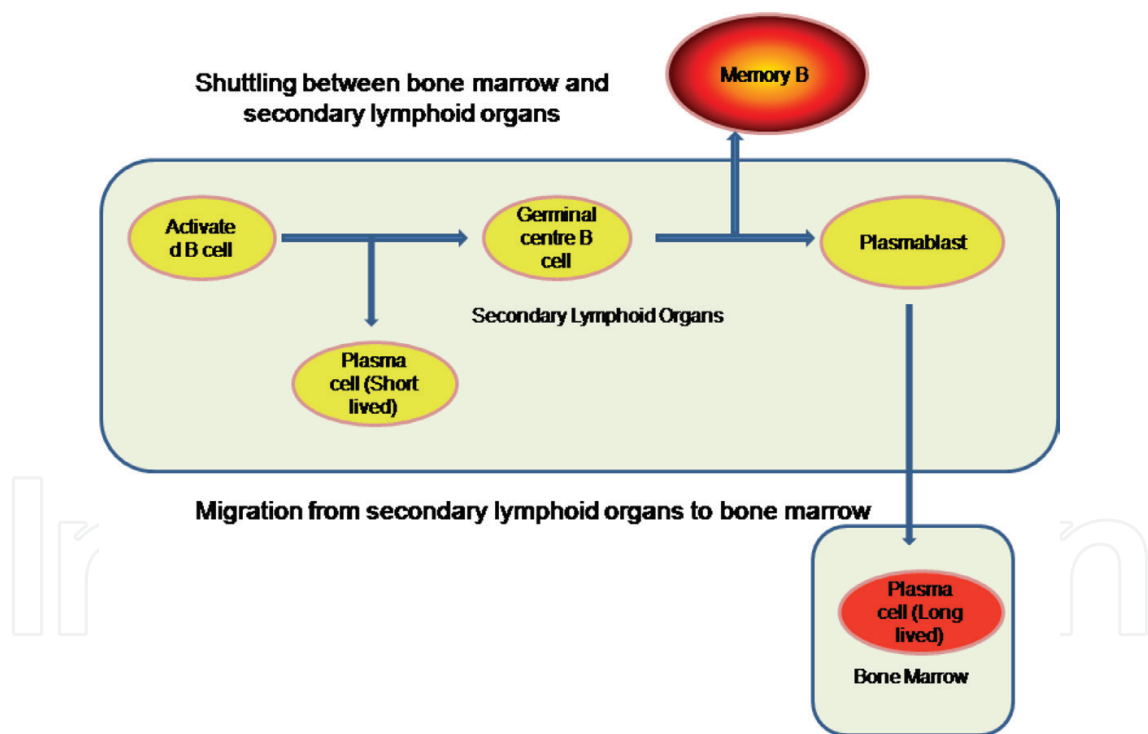 Shuttling between bone marrow and
secondary lymphoid organs
Memory B
Activate
d B cell
Germinal
centre B
cell
Plasmablast
Secondary Lymphoid Organs
Plasma
cell (Short
lived)
Migration from secondary lymphoid organs to bone marrow
Plasma
cell (Long
lived)
Bone Marrow